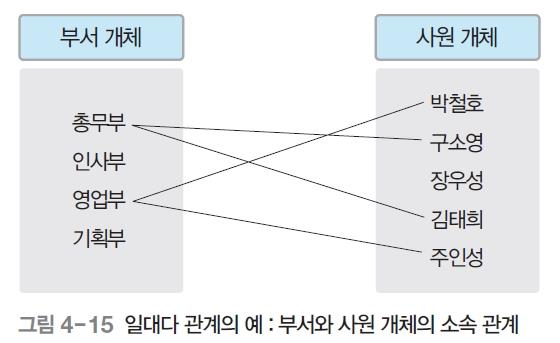 부서 개체
사원 개체
총무부
인사부
영업부
기획부
박철호
구소영
장우성
김태희
주인성
그림 4-15 일대다 관계의 예 : 부서와 사원 개체의 소속 관계